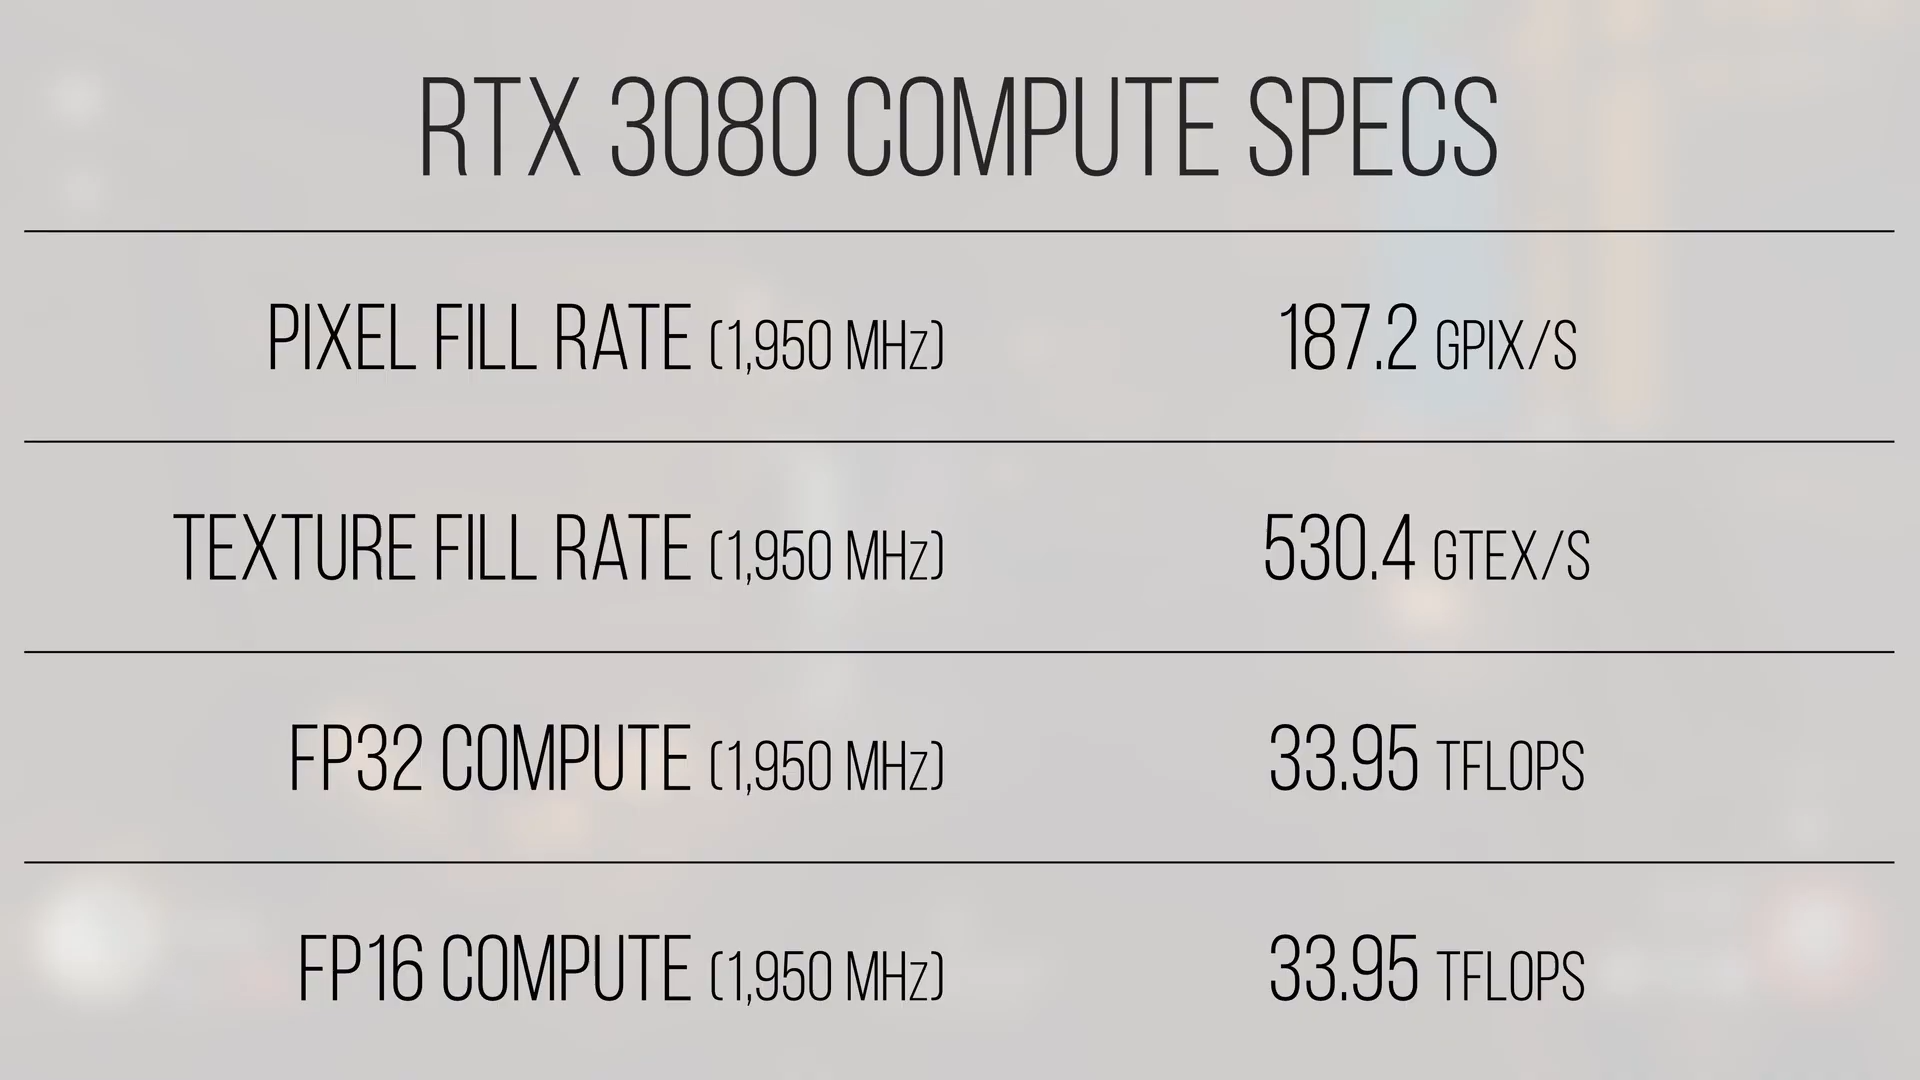 RTX 3080 COMPUTE SPECS
PIXEL FILL RATE (1,950 MHz) 187.2 GPIX/S
TEXTURE FILL RATE (1,950 MHz) 530.4 GTEX/S
FP32 COMPUTE (1,950 MHz) 33.95 TFLOPS
FP16 COMPUTE (1,950 MHz) 33.95 TFLOPS